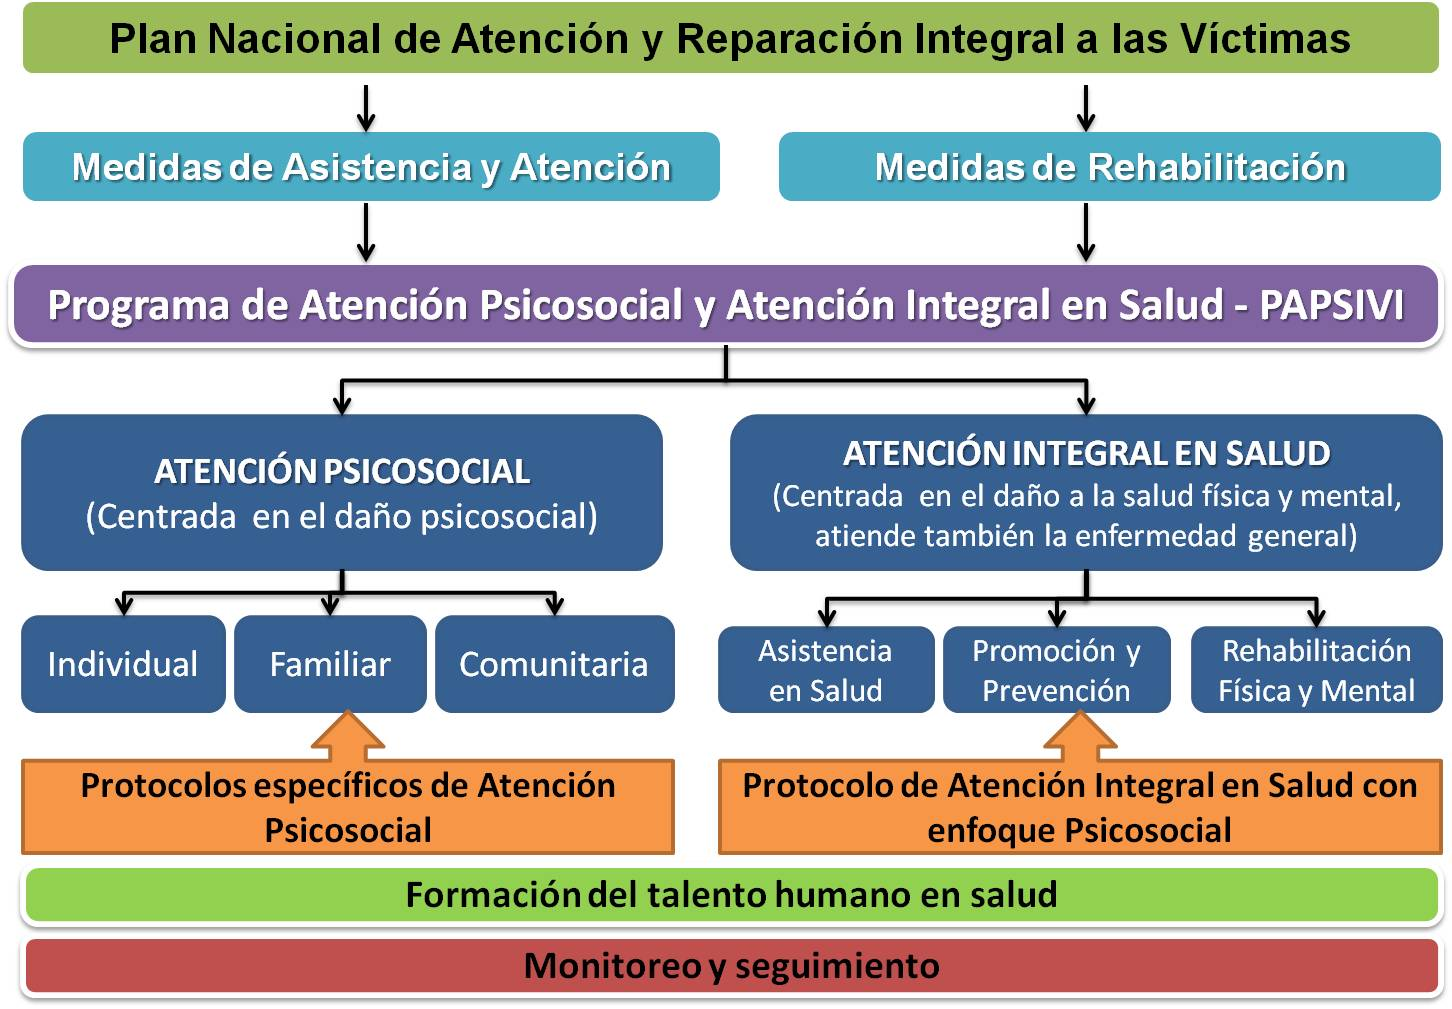 Plan Nacional de Atención y Reparación Integral a las Víctimas
Medidas de Asistencia y Atención
Medidas de Rehabilitación
Programa de Atención Psicosocial y Atención Integral en Salud - PAPSIVI
ATENCIÓN PSICOSOCIAL
(Centrada en el daño psicosocial)
ATENCIÓN INTEGRAL EN SALUD
(Centrada en el daño a la salud física y mental,
atiende también la enfermedad general)
Individual
Familiar
Comunitaria
Asistencia
en Salud
Promoción y
Prevención
Rehabilitación
Física y Mental
Protocolos específicos de Atención
Psicosocial
Protocolo de Atención Integral en Salud con
enfoque Psicosocial
Formación del talento humano en salud
Monitoreo y seguimiento